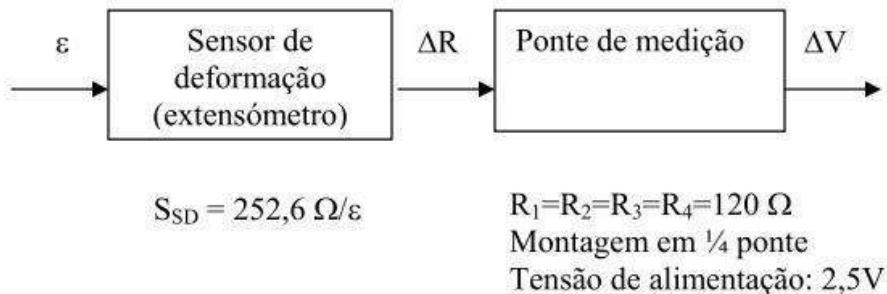 ε
Sensor de
deformação
(extensómetro)
ΔR
Ponte de medição
ΔV
S_SD = 252,6 Ω/ε
R₁=R₂=R₃=R₄=120 Ω
Montagem em ¼ ponte
Tensão de alimentação: 2,5V